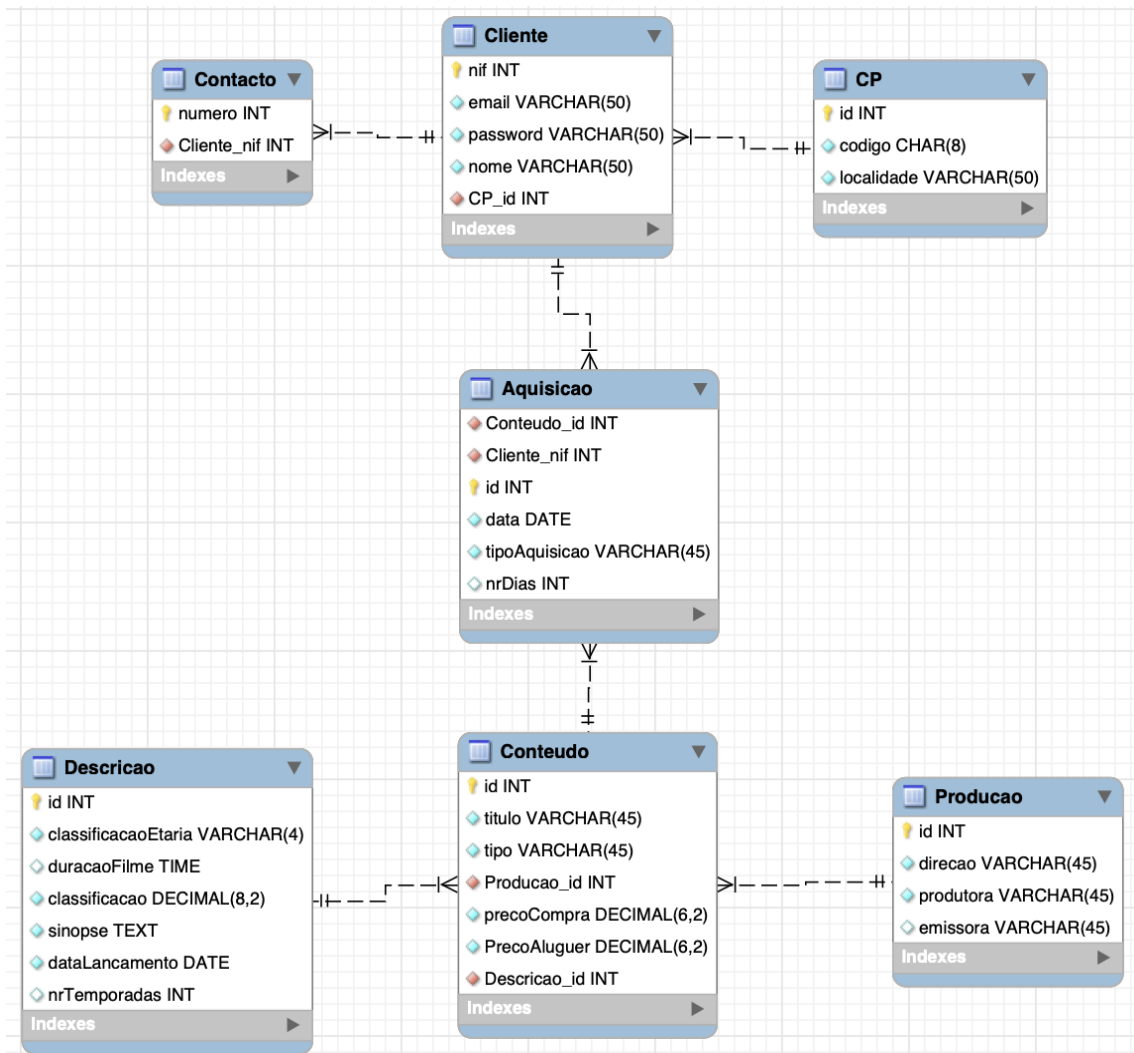 Cliente
nif INT
email VARCHAR(50)
password VARCHAR(50)
nome VARCHAR(50)
CP_id INT
Indexes
Contacto
numero INT
Cliente_nif INT
Indexes
CP
id INT
codigo CHAR(8)
localidade VARCHAR(50)
Indexes
Aquisicao
Conteudo_id INT
Cliente_nif INT
id INT
data DATE
tipoAquisicao VARCHAR(45)
nrDias INT
Indexes
Descricao
id INT
classificacaoEtaria VARCHAR(4)
duracaoFilme TIME
classificacao DECIMAL(8,2)
sinopse TEXT
dataLancamento DATE
nrTemporadas INT
Indexes
Conteudo
id INT
titulo VARCHAR(45)
tipo VARCHAR(45)
Producao_id INT
precoCompra DECIMAL(6,2)
PrecoAluguer DECIMAL(6,2)
Descricao_id INT
Indexes
Producao
id INT
direcao VARCHAR(45)
produtora VARCHAR(45)
emissora VARCHAR(45)
Indexes